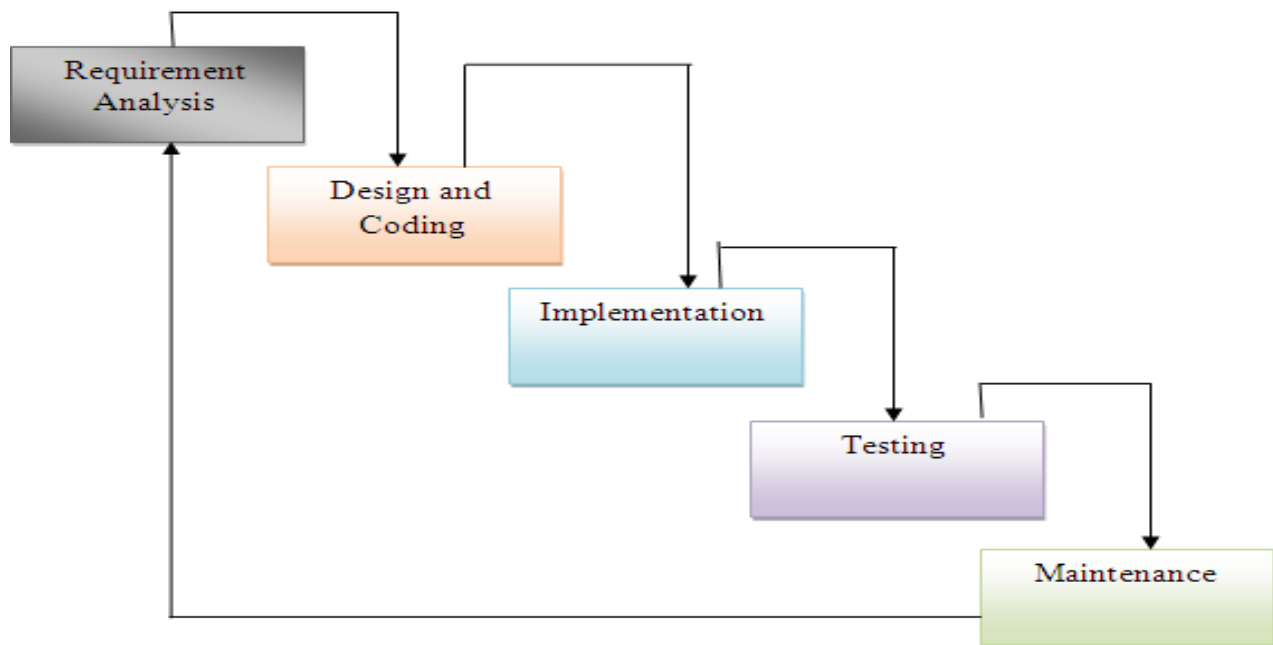 Requirement
Analysis
Design and
Coding
Implementation
Testing
Maintenance